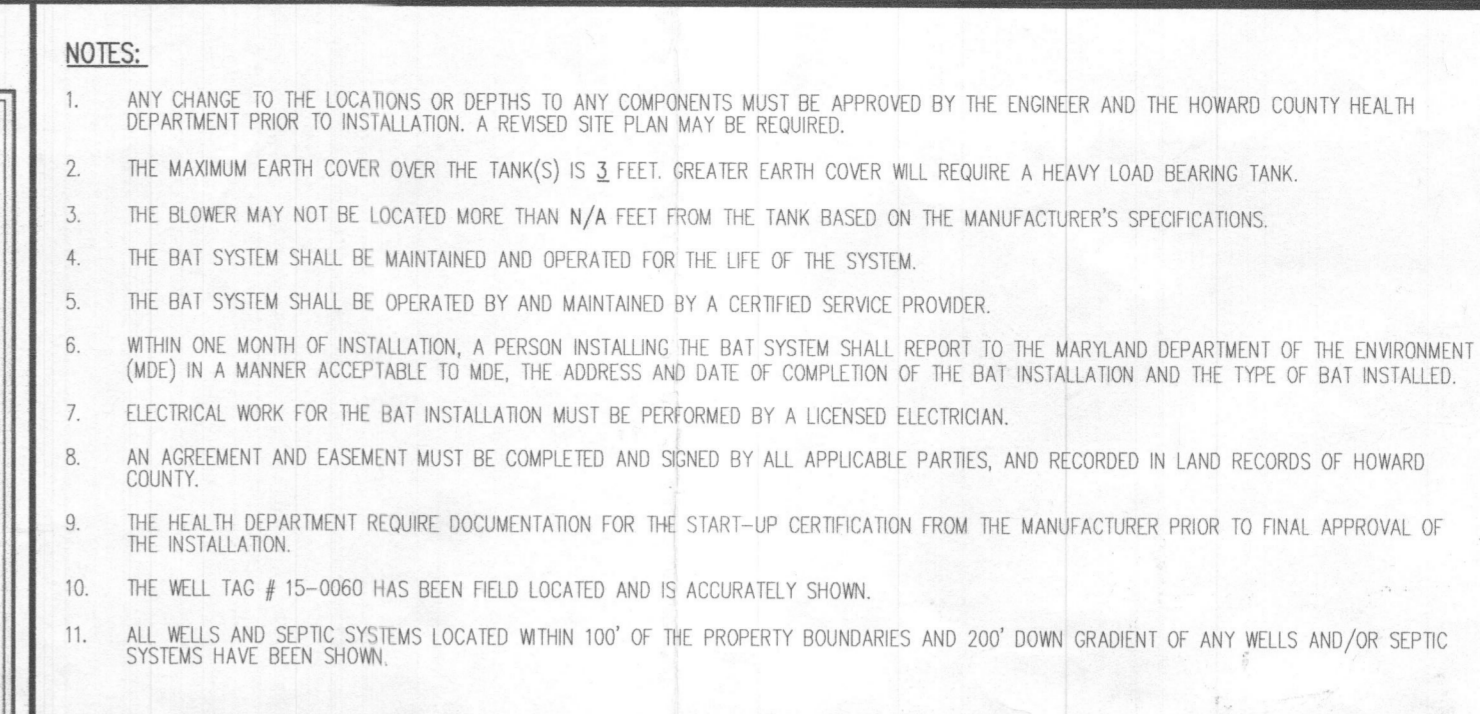 NOTES:
1. ANY CHANGE TO THE LOCATIONS OR DEPTHS TO ANY COMPONENTS MUST BE APPROVED BY THE ENGINEER AND THE HOWARD COUNTY HEALTH
DEPARTMENT PRIOR TO INSTALLATION. A REVISED SITE PLAN MAY BE REQUIRED.
2. THE MAXIMUM EARTH COVER OVER THE TANK(S) IS 3 FEET. GREATER EARTH COVER WILL REQUIRE A HEAVY LOAD BEARING TANK.
3. THE BLOWER MAY NOT BE LOCATED MORE THAN N/A FEET FROM THE TANK BASED ON THE MANUFACTURER'S SPECIFICATIONS.
4. THE BAT SYSTEM SHALL BE MAINTAINED AND OPERATED FOR THE LIFE OF THE SYSTEM.
5. THE BAT SYSTEM SHALL BE OPERATED BY AND MAINTAINED BY A CERTIFIED SERVICE PROVIDER.
6. WITHIN ONE MONTH OF INSTALLATION, A PERSON INSTALLING THE BAT SYSTEM SHALL REPORT TO THE MARYLAND DEPARTMENT OF THE ENVIRONMENT
(MDE) IN A MANNER ACCEPTABLE TO MDE, THE ADDRESS AND DATE OF COMPLETION OF THE BAT INSTALLATION AND THE TYPE OF BAT INSTALLED.
7. ELECTRICAL WORK FOR THE BAT INSTALLATION MUST BE PERFORMED BY A LICENSED ELECTRICIAN.
8. AN AGREEMENT AND EASEMENT MUST BE COMPLETED AND SIGNED BY ALL APPLICABLE PARTIES, AND RECORDED IN LAND RECORDS OF HOWARD
COUNTY.
9. THE HEALTH DEPARTMENT REQUIRE DOCUMENTATION FOR THE START-UP CERTIFICATION FROM THE MANUFACTURER PRIOR TO FINAL APPROVAL OF
THE INSTALLATION.
10. THE WELL TAG # 15-0060 HAS BEEN FIELD LOCATED AND IS ACCURATELY SHOWN.
11. ALL WELLS AND SEPTIC SYSTEMS LOCATED WITHIN 100' OF THE PROPERTY BOUNDARIES AND 200' DOWN GRADIENT OF ANY WELLS AND/OR SEPTIC
SYSTEMS HAVE BEEN SHOWN.